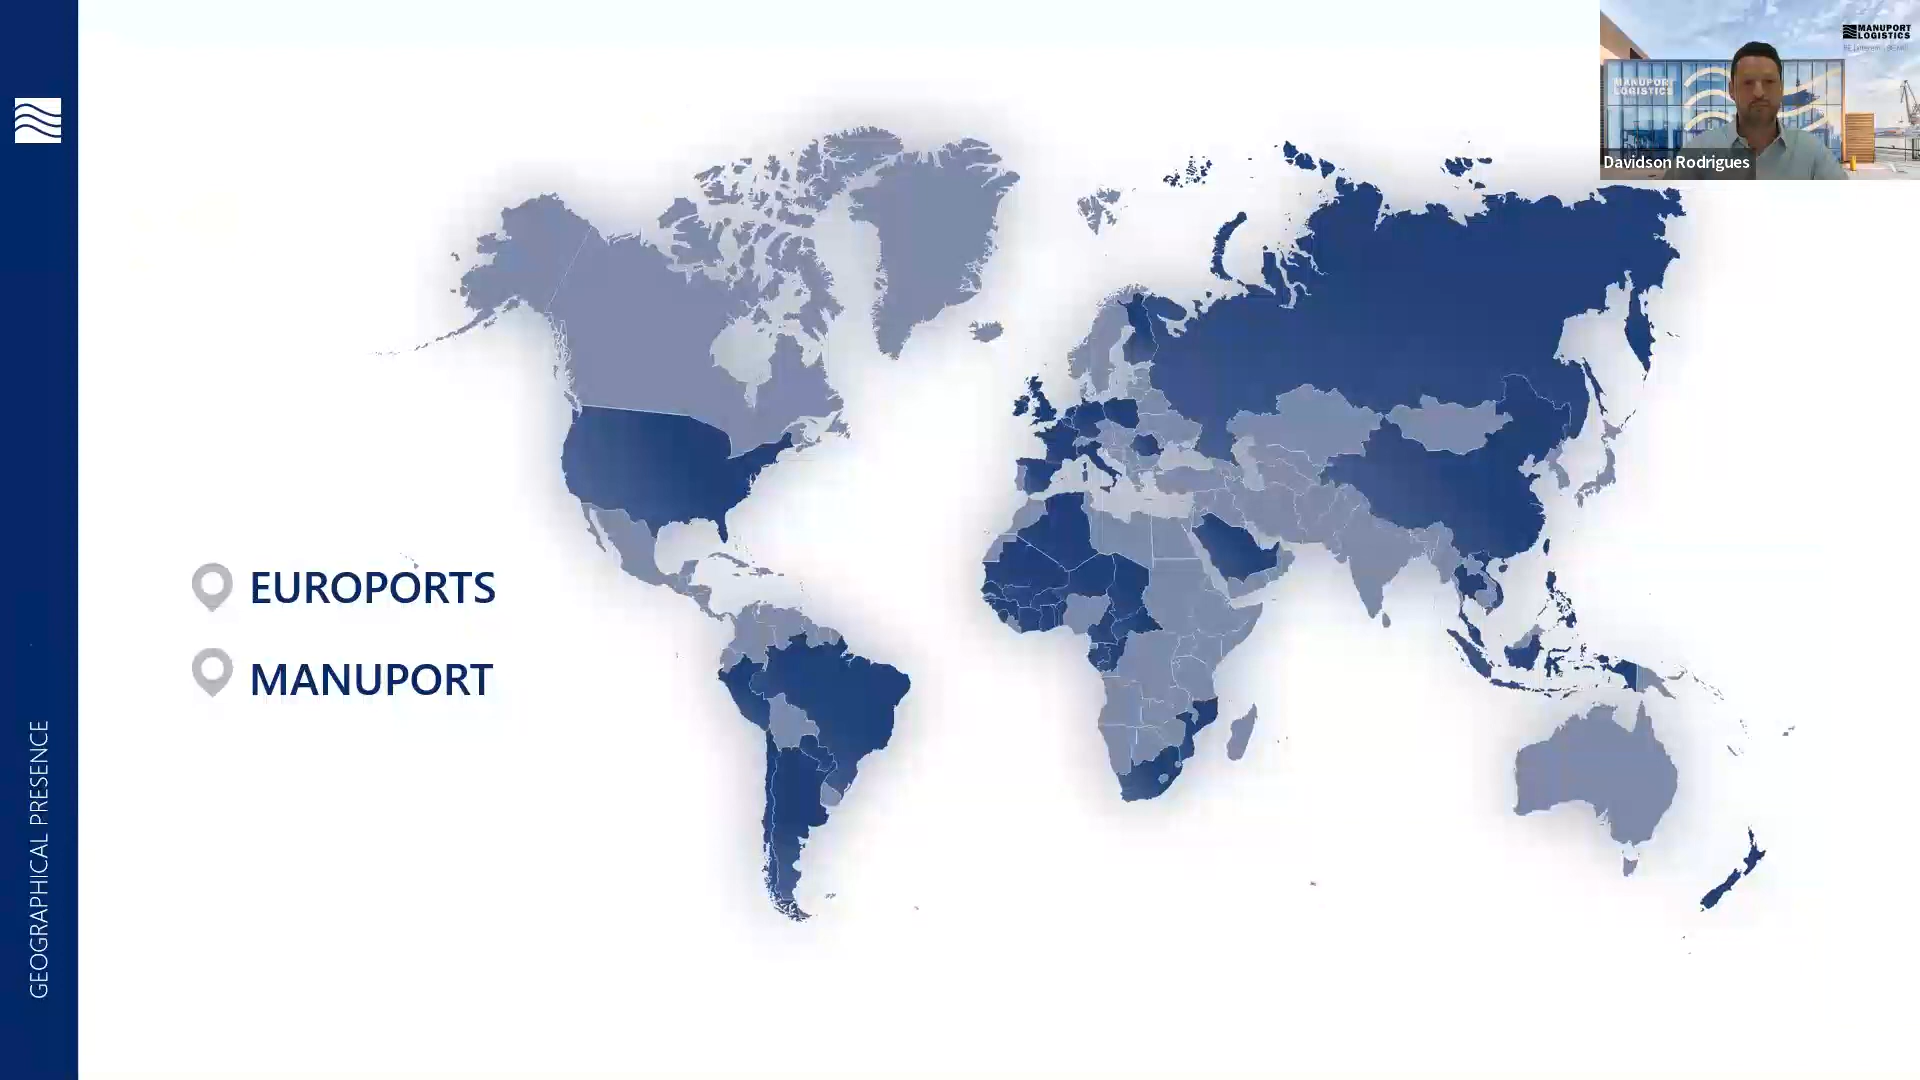 MANUPORT
LOGISTICS
MANUPORT
LOGISTICS
Davidson Rodrigues
EUROPORTS
MANUPORT
GEOGRAPHICAL PRESENCE